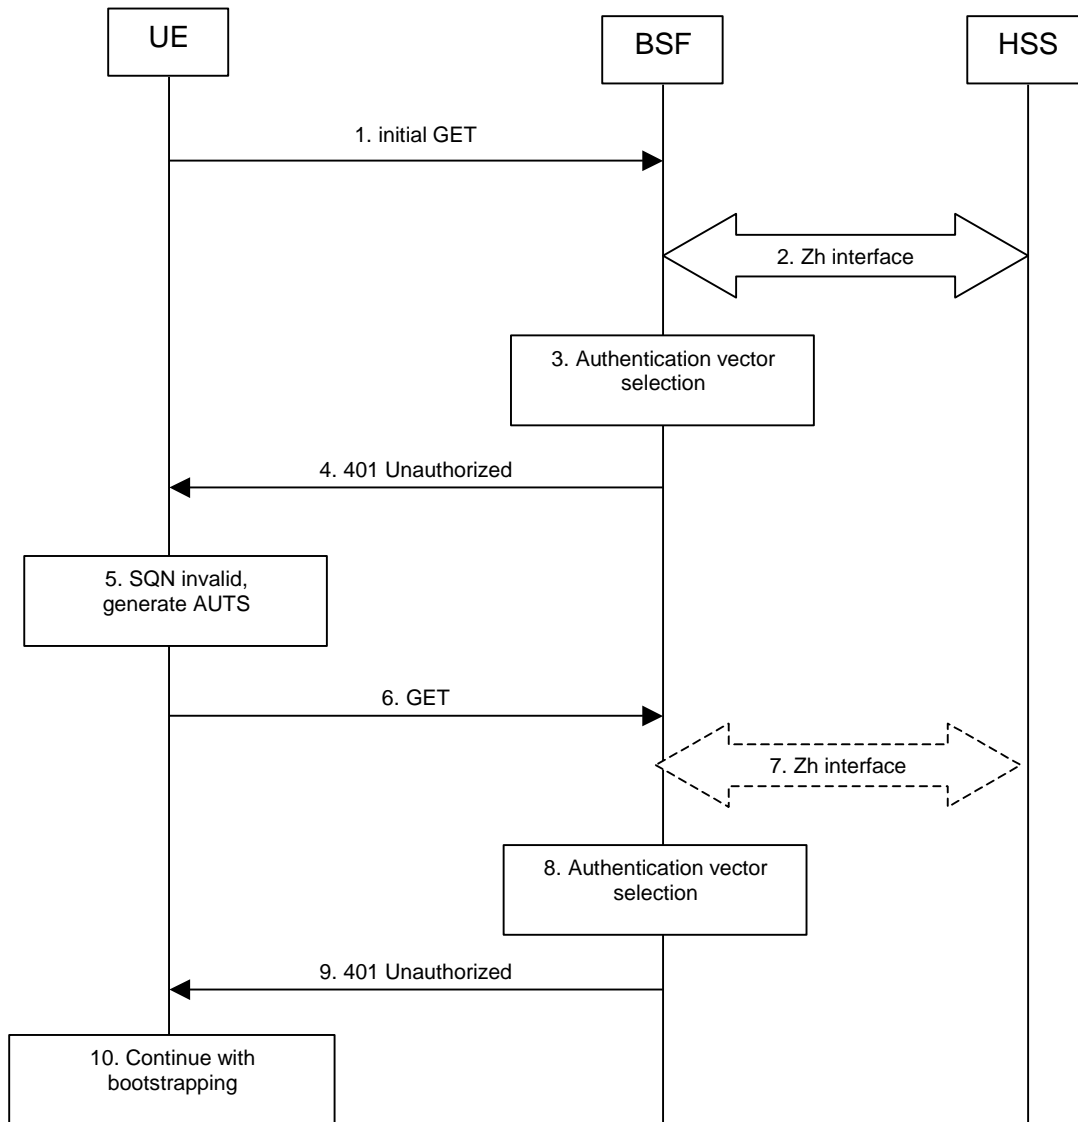 UE
BSF
HSS
1. initial GET
2. Zh interface
3. Authentication vector
selection
4. 401 Unauthorized
5. SQN invalid,
generate AUTS
6. GET
7. Zh interface
8. Authentication vector
selection
9. 401 Unauthorized
10. Continue with
bootstrapping